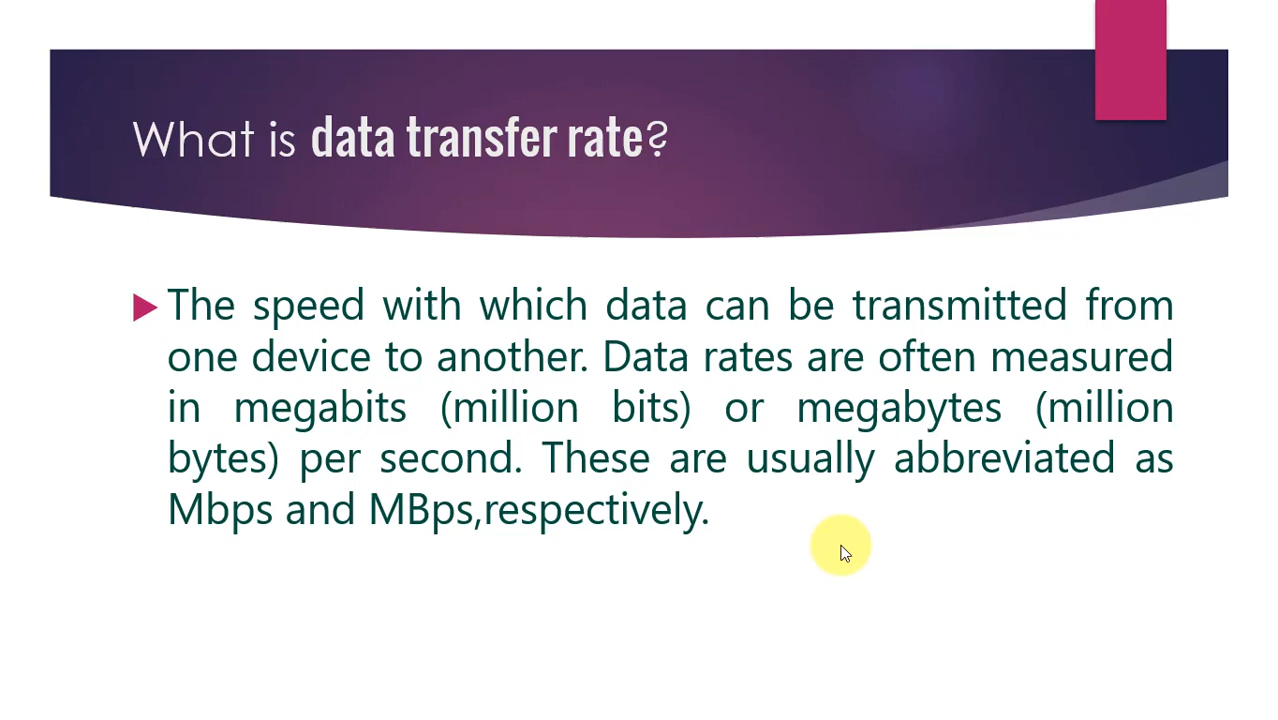 What is data transfer rate?
The speed with which data can be transmitted from
one device to another. Data rates are often measured
in megabits (million bits) or megabytes (million
bytes) per second. These are usually abbreviated as
Mbps and MBps,respectively.